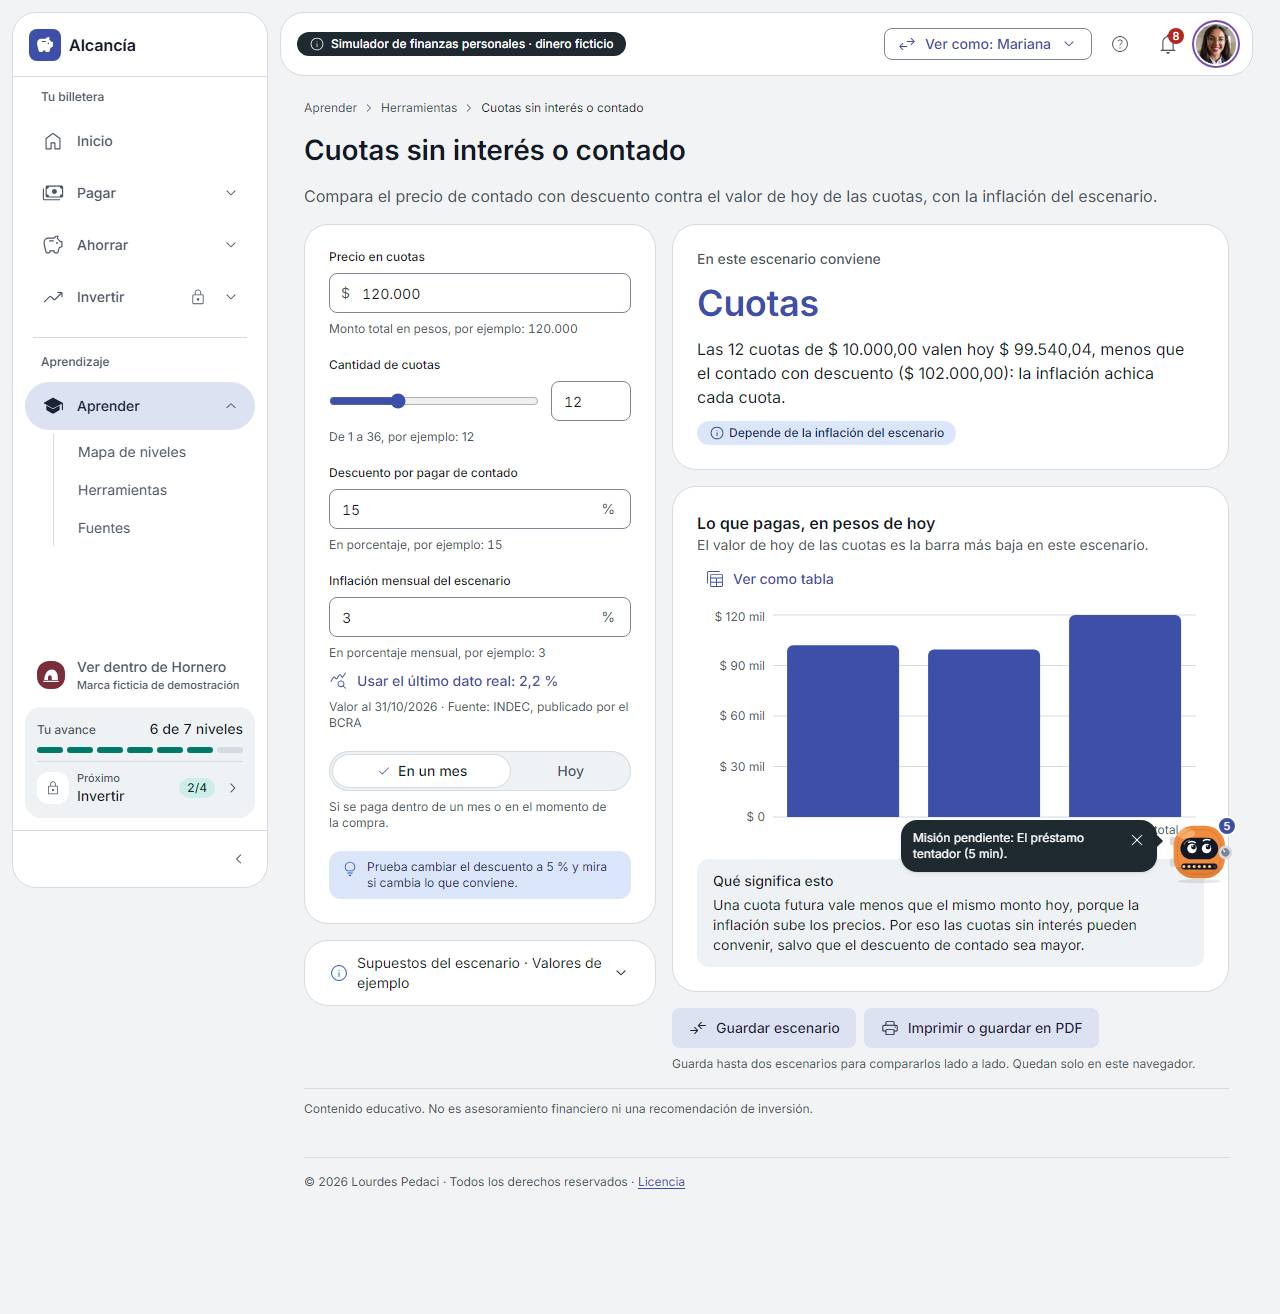 Alcancía
Simulador de finanzas personales · dinero ficticio
Ver como: Mariana
8
Tu billetera
Inicio
Pagar
Ahorrar
Invertir
Aprendizaje
Aprender
Mapa de niveles
Herramientas
Fuentes
Ver dentro de Hornero
Marca ficticia de demostración
Tu avance
6 de 7 niveles
Próximo
Invertir
2/4
Aprender
Herramientas
Cuotas sin interés o contado
Cuotas sin interés o contado
Compara el precio de contado con descuento contra el valor de hoy de las cuotas, con la inflación del escenario.
Precio en cuotas
$ 120.000
Monto total en pesos, por ejemplo: 120.000
Cantidad de cuotas
12
De 1 a 36, por ejemplo: 12
Descuento por pagar de contado
15 %
En porcentaje, por ejemplo: 15
Inflación mensual del escenario
3 %
En porcentaje mensual, por ejemplo: 3
Usar el último dato real: 2,2 %
Valor al 31/10/2026 · Fuente: INDEC, publicado por el
BCRA
En un mes
Hoy
Si se paga dentro de un mes o en el momento de
la compra.
Prueba cambiar el descuento a 5 % y mira
si cambia lo que conviene.
Supuestos del escenario · Valores de
ejemplo
En este escenario conviene
Cuotas
Las 12 cuotas de $ 10.000,00 valen hoy $ 99.540,04, menos que
el contado con descuento ($ 102.000,00): la inflación achica
cada cuota.
Depende de la inflación del escenario
Lo que pagas, en pesos de hoy
El valor de hoy de las cuotas es la barra más baja en este escenario.
Ver como tabla
$ 120 mil
$ 90 mil
$ 60 mil
$ 30 mil
$ 0
total
Misión pendiente: El préstamo
tentador (5 min).
5
Qué significa esto
Una cuota futura vale menos que el mismo monto hoy, porque la
inflación sube los precios. Por eso las cuotas sin interés pueden
convenir, salvo que el descuento de contado sea mayor.
Guardar escenario
Imprimir o guardar en PDF
Guarda hasta dos escenarios para compararlos lado a lado. Quedan solo en este navegador.
Contenido educativo. No es asesoramiento financiero ni una recomendación de inversión.
© 2026 Lourdes Pedaci · Todos los derechos reservados · Licencia